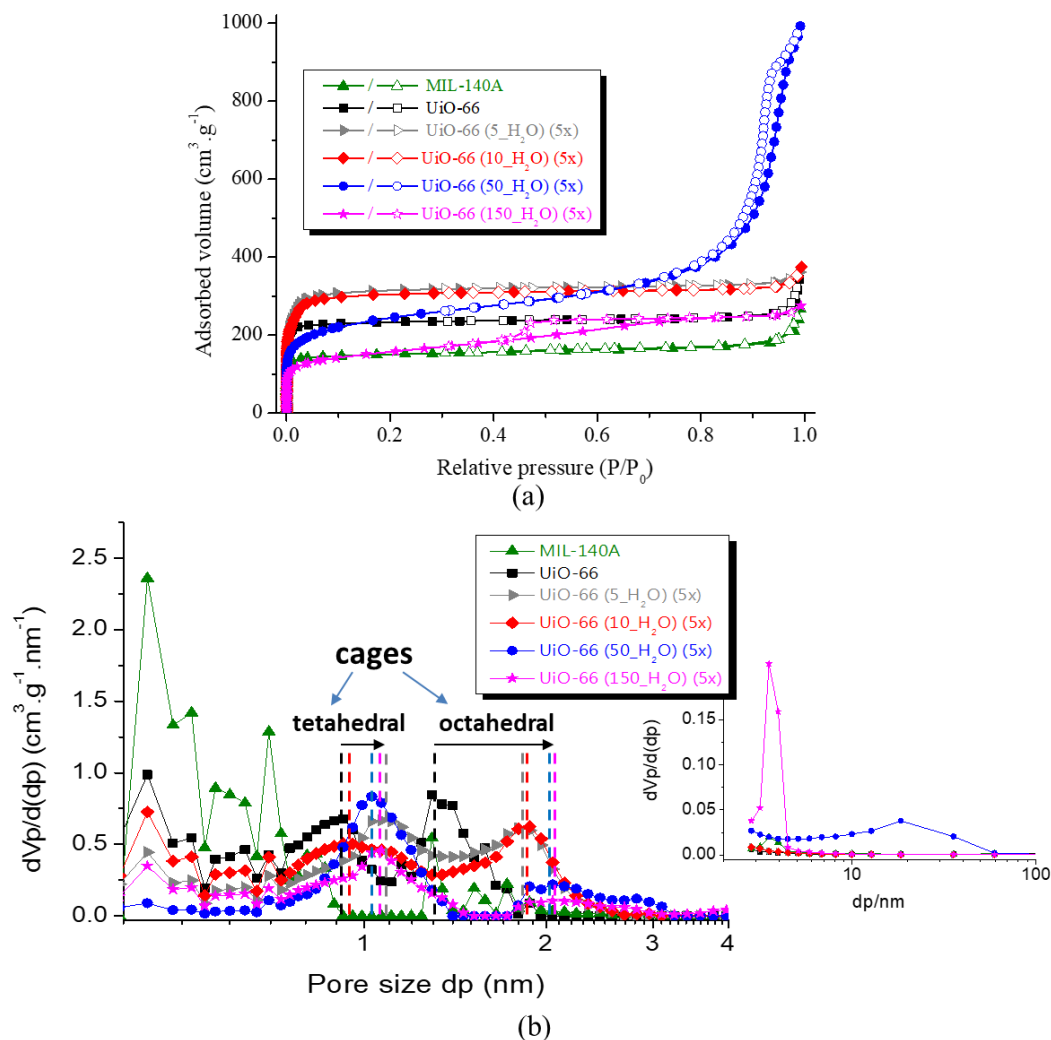 1000
800
600
400
200
0
Adsorbed volume (cm³.g⁻¹)
MIL-140A
UiO-66
UiO-66 (5_H₂O) (5x)
UiO-66 (10_H₂O) (5x)
UiO-66 (50_H₂O) (5x)
UiO-66 (150_H₂O) (5x)
0.0 0.2 0.4 0.6 0.8 1.0
Relative pressure (P/P₀)
(a)
2.5
2.0
1.5
1.0
0.5
0.0
dVp/d(dp) (cm³.g⁻¹.nm⁻¹)
MIL-140A
UiO-66
UiO-66 (5_H₂O) (5x)
UiO-66 (10_H₂O) (5x)
UiO-66 (50_H₂O) (5x)
UiO-66 (150_H₂O) (5x)
cages
tetahedral octahedral
1 2 3 4
Pore size dp (nm)
dVp/d(dp)
0.15
0.10
0.05
0.00
10 100
dp/nm
(b)